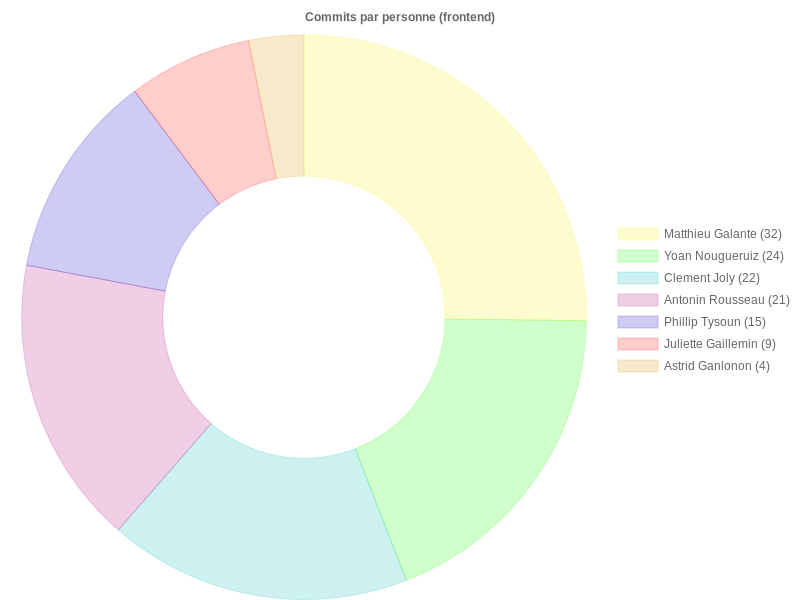 Commits par personne (frontend)
Matthieu Galante (32)
Yoan Nougueruiz (24)
Clement Joly (22)
Antonin Rousseau (21)
Phillip Tysoun (15)
Juliette Gaillemin (9)
Astrid Ganlonon (4)